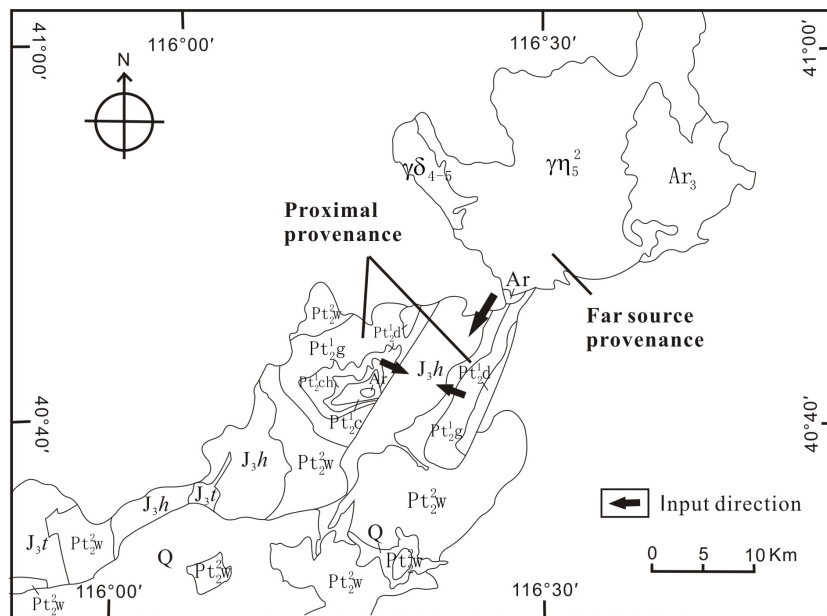 116°00′
116°30′
41°00′
41°00′
N
γδ₄₋₅
γη₅²
Ar₃
Proximal
provenance
Ar
Far source
provenance
Pt₂²w
Pt₂¹d
Pt₂¹g
J₃h
Pt₂¹ch
Ar
Pt₂¹d
Pt₂¹c
Pt₂¹g
40°40′
40°40′
J₃h
Pt₂²w
Pt₂²w
J₃h
J₃t
Input direction
J₃t
Pt₂²w
Q
Q
Pt₂²w
Pt₂²w
Pt₂²w
0 5 10 Km
Pt₂²w
116°00′
116°30′